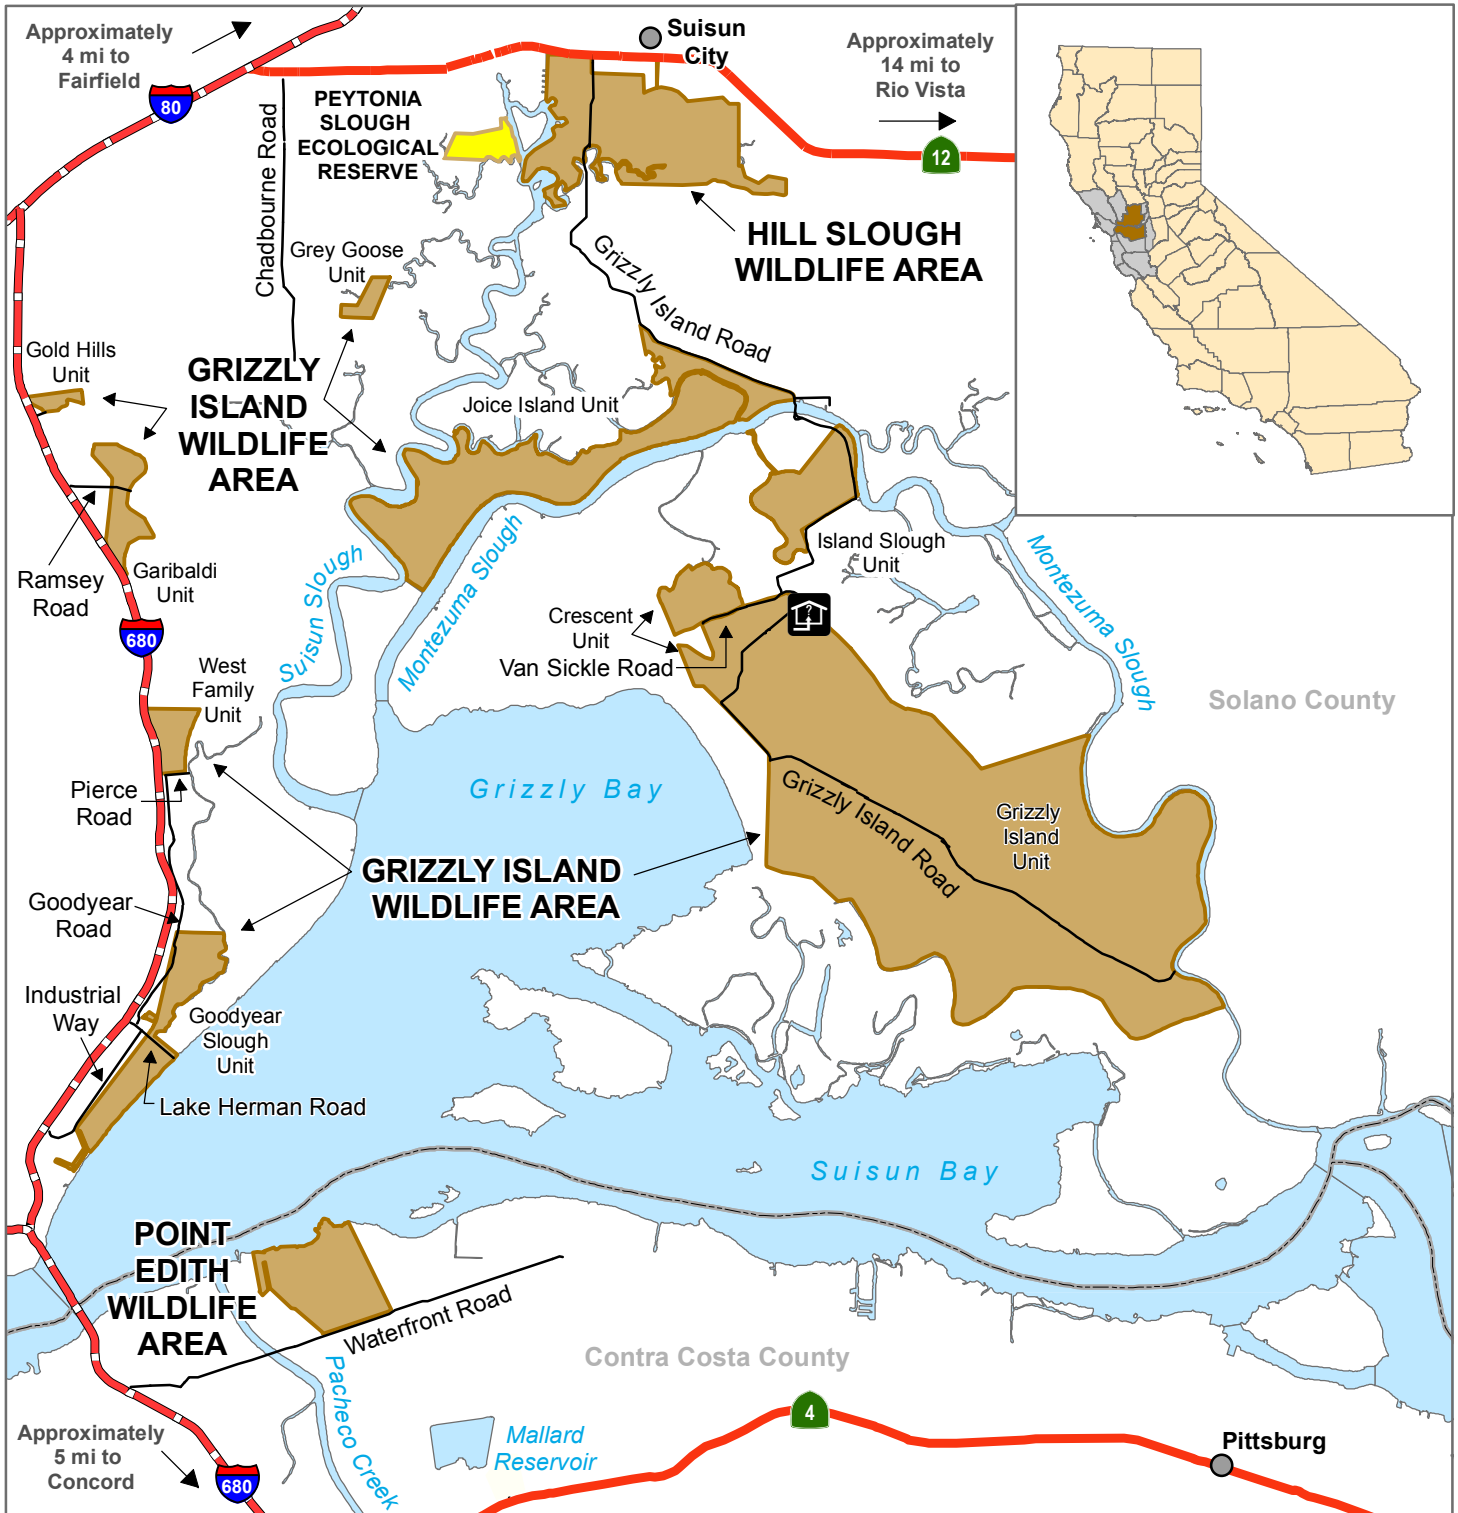 Approximately
4 mi to
Fairfield
80
Suisun
City
Approximately
14 mi to
Rio Vista
12
PEYTONIA
SLOUGH
ECOLOGICAL
RESERVE
Chadbourne Road
HILL SLOUGH
WILDLIFE AREA
Grey Goose
Unit
Grizzly Island Road
Gold Hills
Unit
GRIZZLY
ISLAND
WILDLIFE
AREA
Joice Island Unit
Ramsey
Road
Garibaldi
Unit
680
Suisun Slough
Montezuma Slough
Island Slough
Unit
Montezuma Slough
Crescent
Unit
Van Sickle Road
?
West
Family
Unit
Solano County
Pierce
Road
Grizzly Bay
Grizzly Island Road
Grizzly
Island
Unit
GRIZZLY ISLAND
WILDLIFE AREA
Goodyear
Road
Industrial
Way
Goodyear
Slough
Unit
Lake Herman Road
Suisun Bay
POINT
EDITH
WILDLIFE
AREA
Waterfront Road
Contra Costa County
Pacheco Creek
4
Mallard
Reservoir
Pittsburg
Approximately
5 mi to
Concord
680